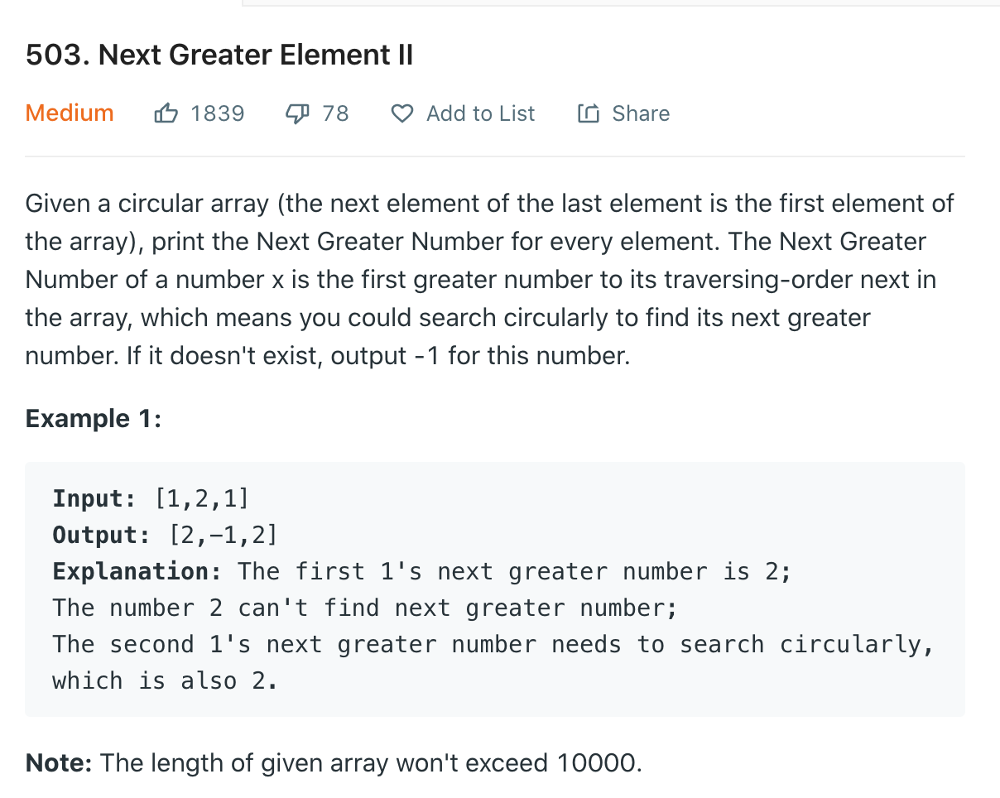 503. Next Greater Element II
Medium 1839 78 Add to List Share
Given a circular array (the next element of the last element is the first element of
the array), print the Next Greater Number for every element. The Next Greater
Number of a number x is the first greater number to its traversing-order next in
the array, which means you could search circularly to find its next greater
number. If it doesn't exist, output -1 for this number.
Example 1:
Input: [1,2,1]
Output: [2,-1,2]
Explanation: The first 1's next greater number is 2;
The number 2 can't find next greater number;
The second 1's next greater number needs to search circularly,
which is also 2.
Note: The length of given array won't exceed 10000.